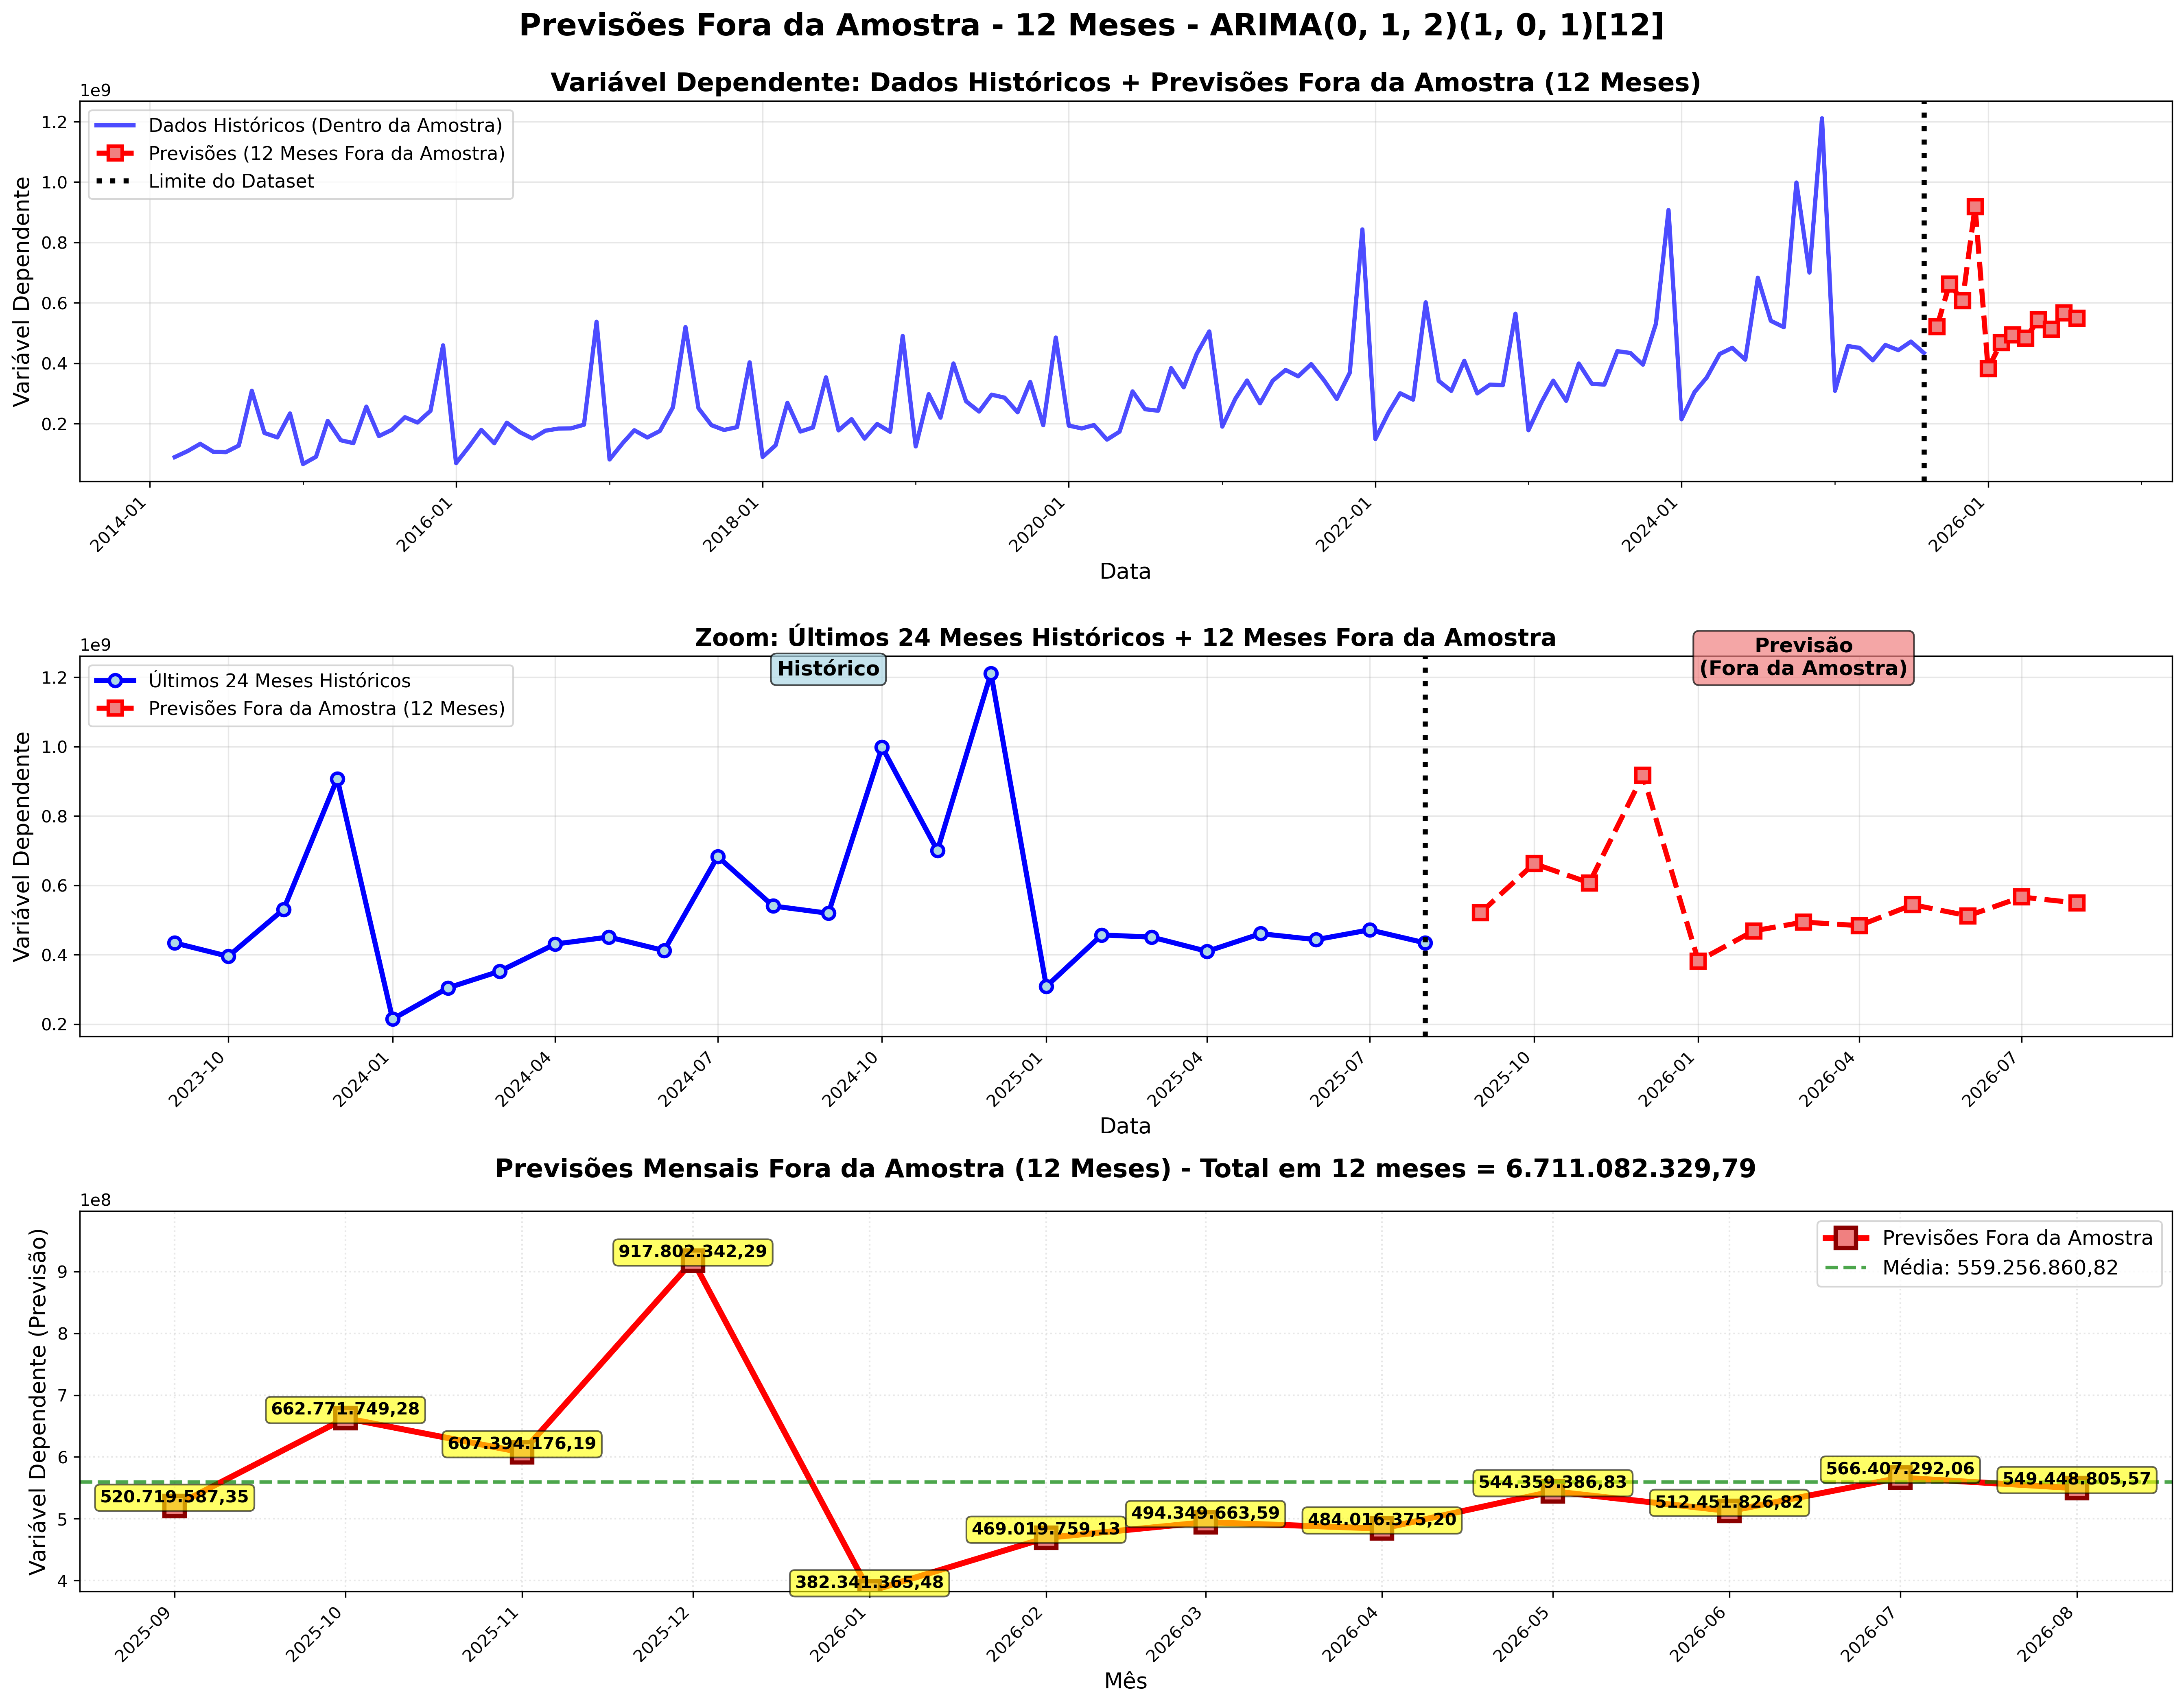 Previsões Fora da Amostra - 12 Meses - ARIMA(0, 1, 2)(1, 0, 1)[12]
Variável Dependente: Dados Históricos + Previsões Fora da Amostra (12 Meses)
1e9
Dados Históricos (Dentro da Amostra)
Previsões (12 Meses Fora da Amostra)
Limite do Dataset
Variável Dependente
1.2
1.0
0.8
0.6
0.4
0.2
2014-01
2016-01
2018-01
2020-01
2022-01
2024-01
2026-01
Data
Zoom: Últimos 24 Meses Históricos + 12 Meses Fora da Amostra
1e9
Últimos 24 Meses Históricos
Previsões Fora da Amostra (12 Meses)
Histórico
Previsão
(Fora da Amostra)
Variável Dependente
1.2
1.0
0.8
0.6
0.4
0.2
2023-10
2024-01
2024-04
2024-07
2024-10
2025-01
2025-04
2025-07
2025-10
2026-01
2026-04
2026-07
Data
Previsões Mensais Fora da Amostra (12 Meses) - Total em 12 meses = 6.711.082.329,79
1e8
Previsões Fora da Amostra
Média: 559.256.860,82
Variável Dependente (Previsão)
9
8
7
6
5
4
520.719.587,35
662.771.749,28
607.394.176,19
917.802.342,29
382.341.365,48
469.019.759,13
494.349.663,59
484.016.375,20
544.359.386,83
512.451.826,82
566.407.292,06
549.448.805,57
2025-09
2025-10
2025-11
2025-12
2026-01
2026-02
2026-03
2026-04
2026-05
2026-06
2026-07
2026-08
Mês